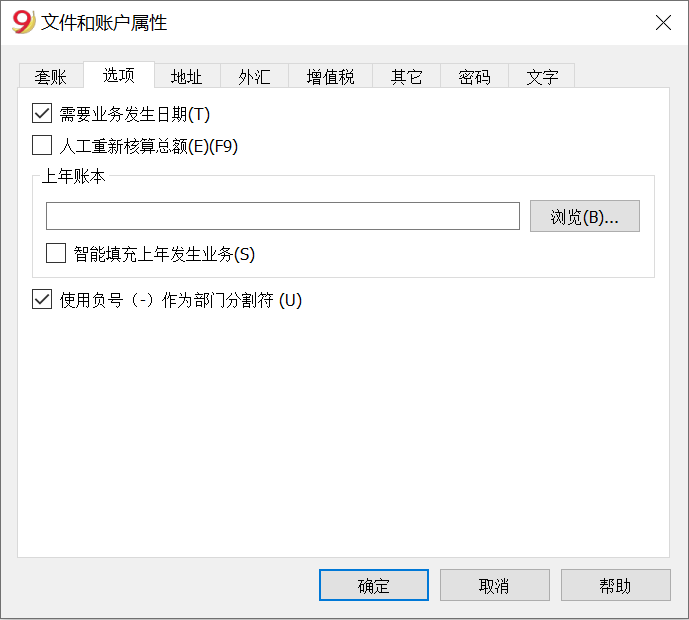 文件和账户属性
套账 选项 地址 外汇 增值税 其它 密码 文字
需要业务发生日期(T)
人工重新核算总额(E)(F9)
上年账本
浏览(B)...
智能填充上年发生业务(S)
使用负号（-）作为部门分割符 (U)
确定 取消 帮助